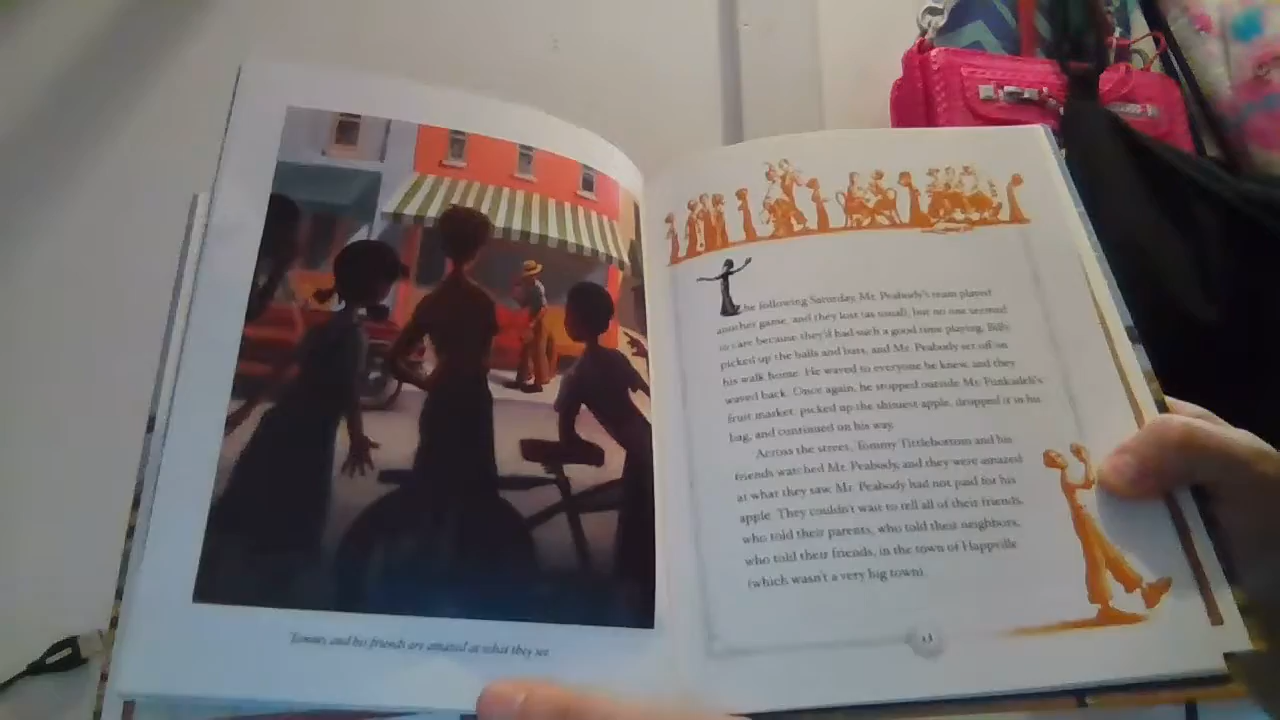 Tommy and his friends are amazed at what they see
The following Saturday, Mr. Peabody's team played
another game, and they lost (as usual), but no one seemed
to care because they'd had such a good time playing. Billy
picked up the balls and bats, and Mr. Peabody set off on
his walk home. He waved to everyone he knew, and they
waved back. Once again, he stopped outside Mr. Funkadeli's
fruit market, picked up the shiniest apple, dropped it in his
bag, and continued on his way.
Across the street, Tommy Tittlebottom and his
friends watched Mr. Peabody, and they were amazed
at what they saw. Mr. Peabody had not paid for his
apple. They couldn't wait to tell all of their friends,
who told their parents, who told their neighbors,
who told their friends, in the town of Happville
(which wasn't a very big town).
13